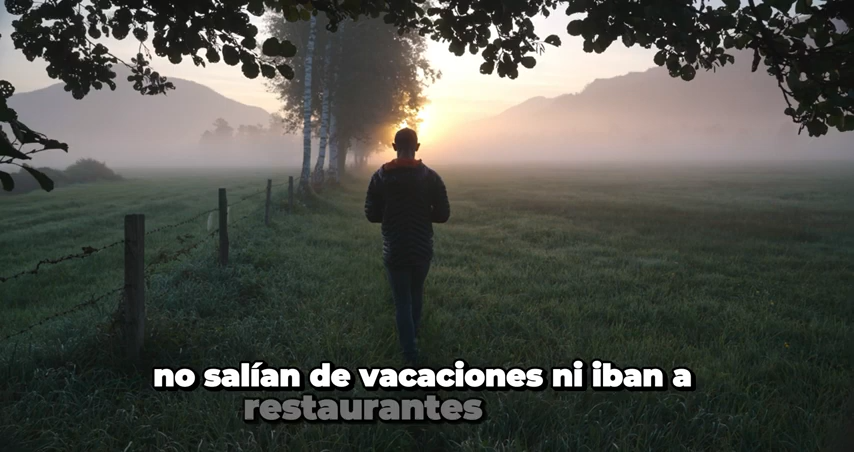 no salían de vacaciones ni iban a
restaurantes